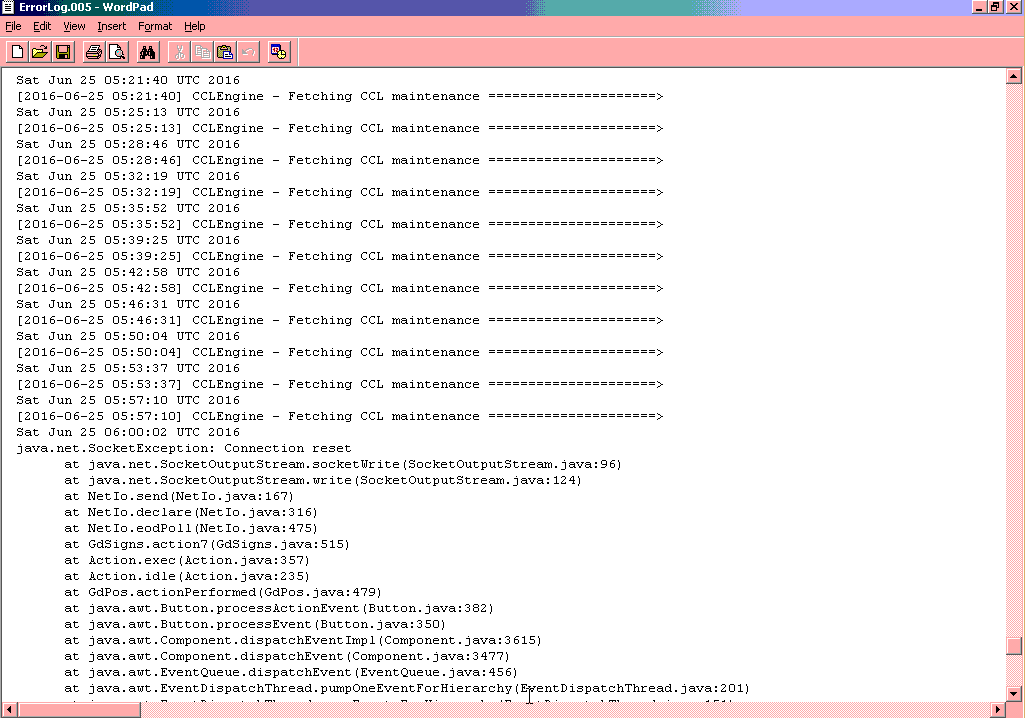 ErrorLog.005 - WordPad
File Edit View Insert Format Help
Sat Jun 25 05:21:40 UTC 2016
[2016-06-25 05:21:40] CCLEngine - Fetching CCL maintenance =====================>
Sat Jun 25 05:25:13 UTC 2016
[2016-06-25 05:25:13] CCLEngine - Fetching CCL maintenance =====================>
Sat Jun 25 05:28:46 UTC 2016
[2016-06-25 05:28:46] CCLEngine - Fetching CCL maintenance =====================>
Sat Jun 25 05:32:19 UTC 2016
[2016-06-25 05:32:19] CCLEngine - Fetching CCL maintenance =====================>
Sat Jun 25 05:35:52 UTC 2016
[2016-06-25 05:35:52] CCLEngine - Fetching CCL maintenance =====================>
Sat Jun 25 05:39:25 UTC 2016
[2016-06-25 05:39:25] CCLEngine - Fetching CCL maintenance =====================>
Sat Jun 25 05:42:58 UTC 2016
[2016-06-25 05:42:58] CCLEngine - Fetching CCL maintenance =====================>
Sat Jun 25 05:46:31 UTC 2016
[2016-06-25 05:46:31] CCLEngine - Fetching CCL maintenance =====================>
Sat Jun 25 05:50:04 UTC 2016
[2016-06-25 05:50:04] CCLEngine - Fetching CCL maintenance =====================>
Sat Jun 25 05:53:37 UTC 2016
[2016-06-25 05:53:37] CCLEngine - Fetching CCL maintenance =====================>
Sat Jun 25 05:57:10 UTC 2016
[2016-06-25 05:57:10] CCLEngine - Fetching CCL maintenance =====================>
Sat Jun 25 06:00:02 UTC 2016
java.net.SocketException: Connection reset
at java.net.SocketOutputStream.socketWrite(SocketOutputStream.java:96)
at java.net.SocketOutputStream.write(SocketOutputStream.java:124)
at NetIo.send(NetIo.java:167)
at NetIo.declare(NetIo.java:316)
at NetIo.eodPoll(NetIo.java:475)
at GdSigns.action7(GdSigns.java:515)
at Action.exec(Action.java:357)
at Action.idle(Action.java:235)
at GdPos.actionPerformed(GdPos.java:479)
at java.awt.Button.processActionEvent(Button.java:382)
at java.awt.Button.processEvent(Button.java:350)
at java.awt.Component.dispatchEventImpl(Component.java:3615)
at java.awt.Component.dispatchEvent(Component.java:3477)
at java.awt.EventQueue.dispatchEvent(EventQueue.java:456)
at java.awt.EventDispatchThread.pumpOneEventForHierarchy(EventDispatchThread.java:201)